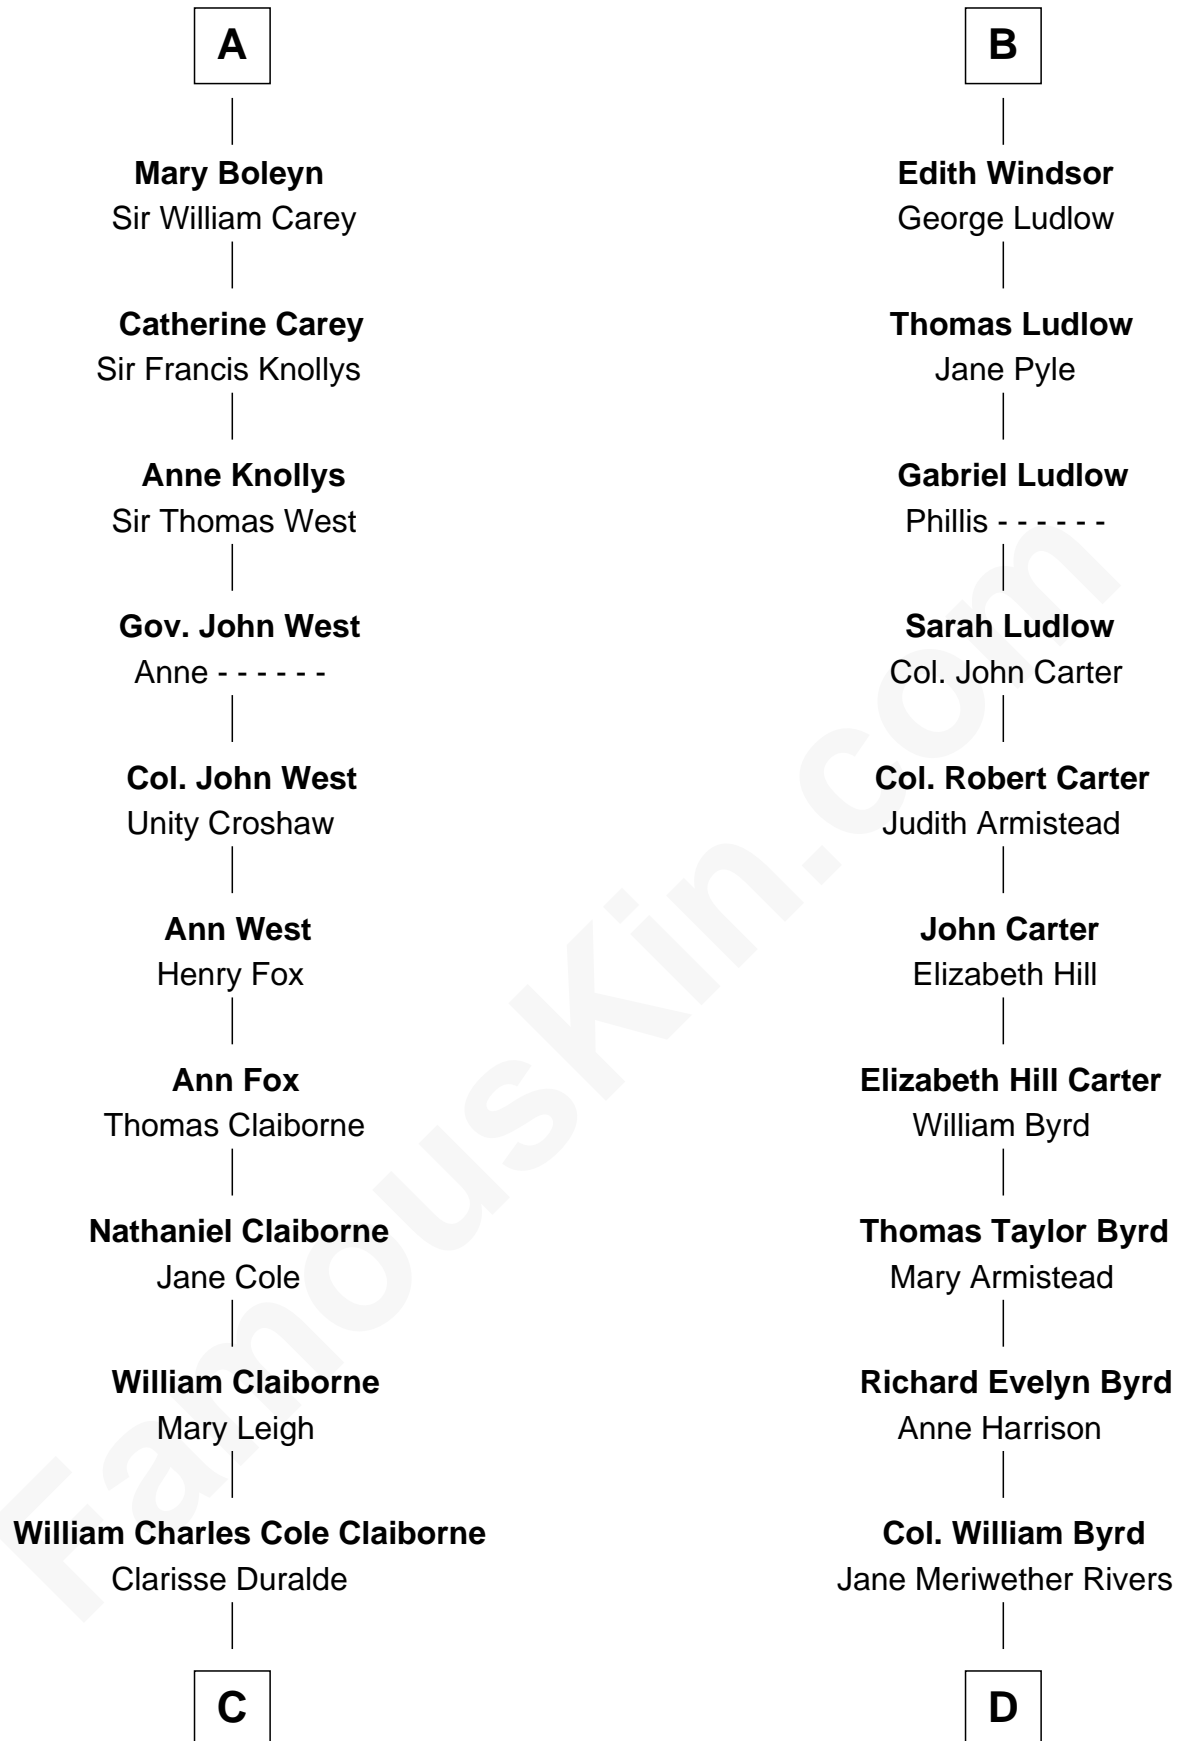 A
Mary Boleyn
Sir William Carey
Catherine Carey
Sir Francis Knollys
Anne Knollys
Sir Thomas West
Gov. John West
Anne - - - - - -
Col. John West
Unity Croshaw
Ann West
Henry Fox
Ann Fox
Thomas Claiborne
Nathaniel Claiborne
Jane Cole
William Claiborne
Mary Leigh
William Charles Cole Claiborne
Clarisse Duralde
C
B
Edith Windsor
George Ludlow
Thomas Ludlow
Jane Pyle
Gabriel Ludlow
Phillis - - - - - -
Sarah Ludlow
Col. John Carter
Col. Robert Carter
Judith Armistead
John Carter
Elizabeth Hill
Elizabeth Hill Carter
William Byrd
Thomas Taylor Byrd
Mary Armistead
Richard Evelyn Byrd
Anne Harrison
Col. William Byrd
Jane Meriwether Rivers
D
FamousKin.com